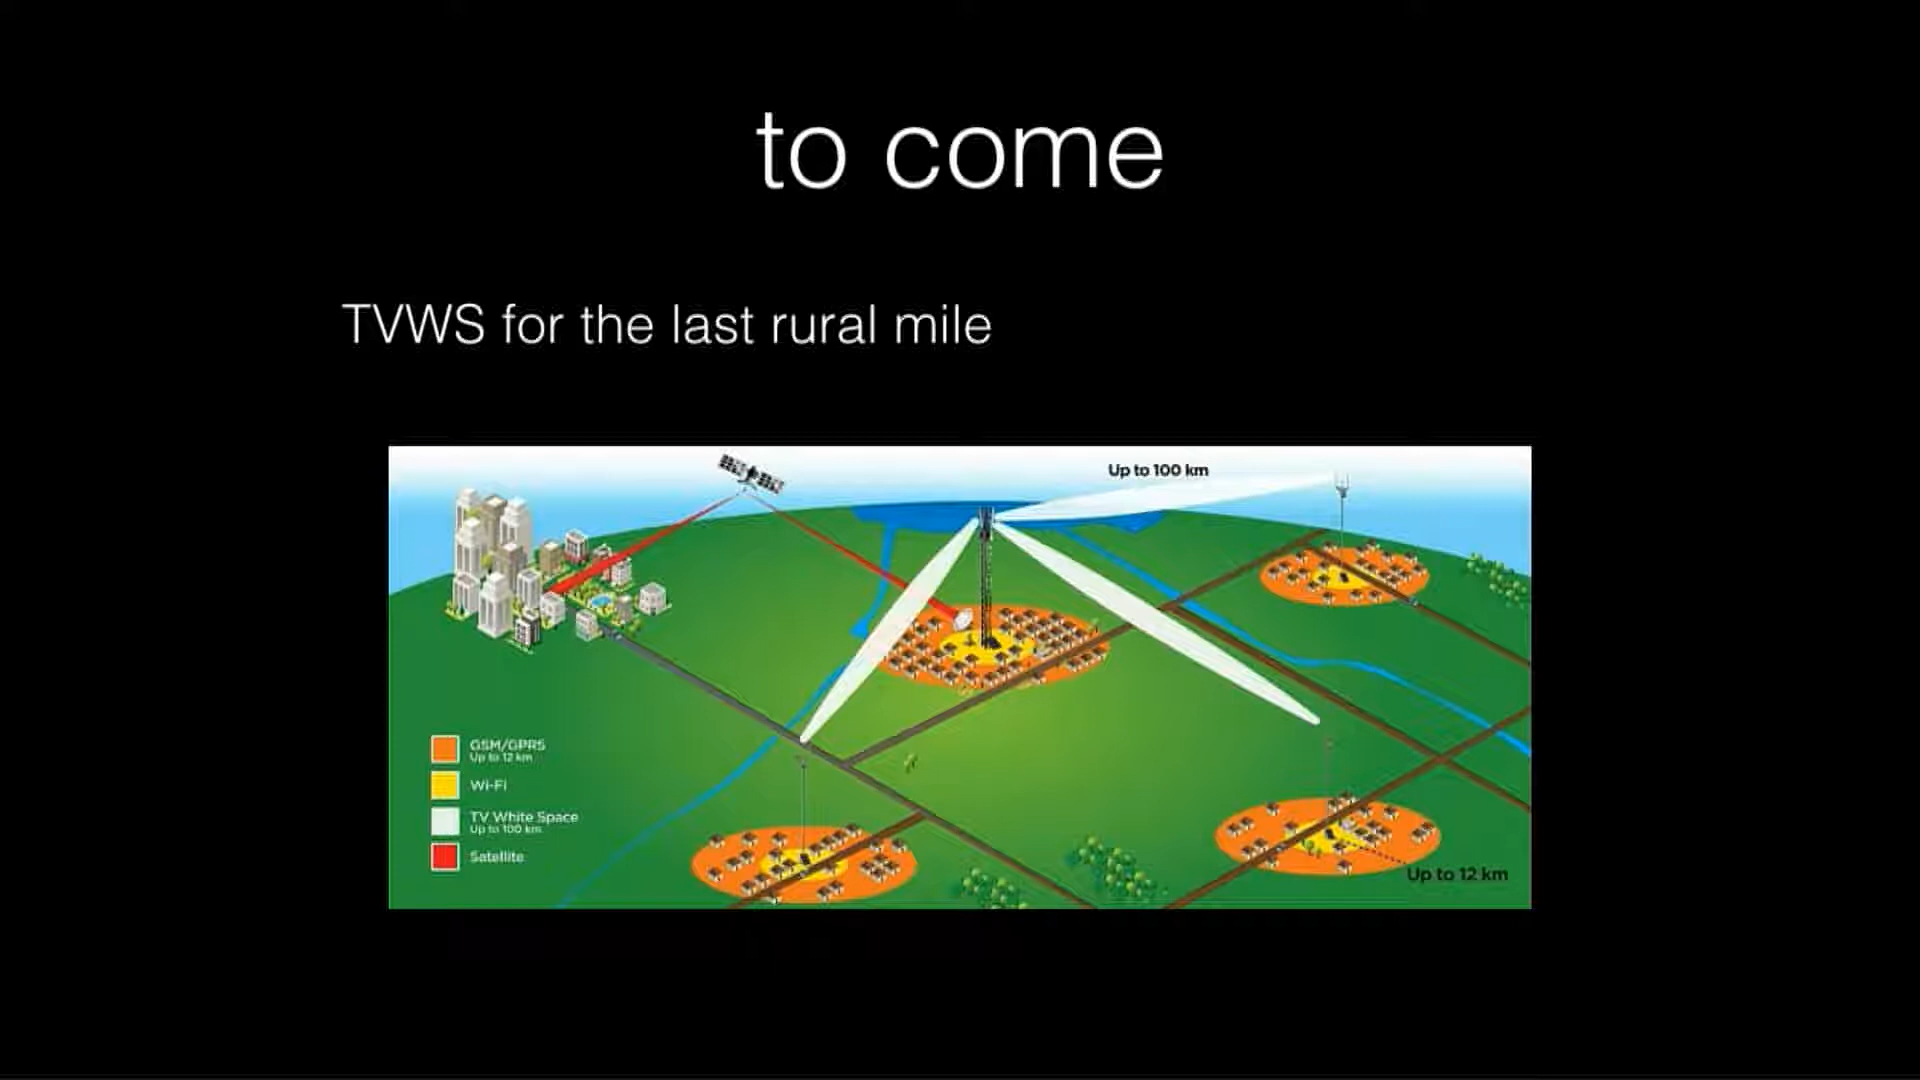 to come
TVWS for the last rural mile
Up to 100 km
GSM/GPRS
Up to 12 km
Wi-Fi
TV White Space
Up to 100 km
Satellite
Up to 12 km